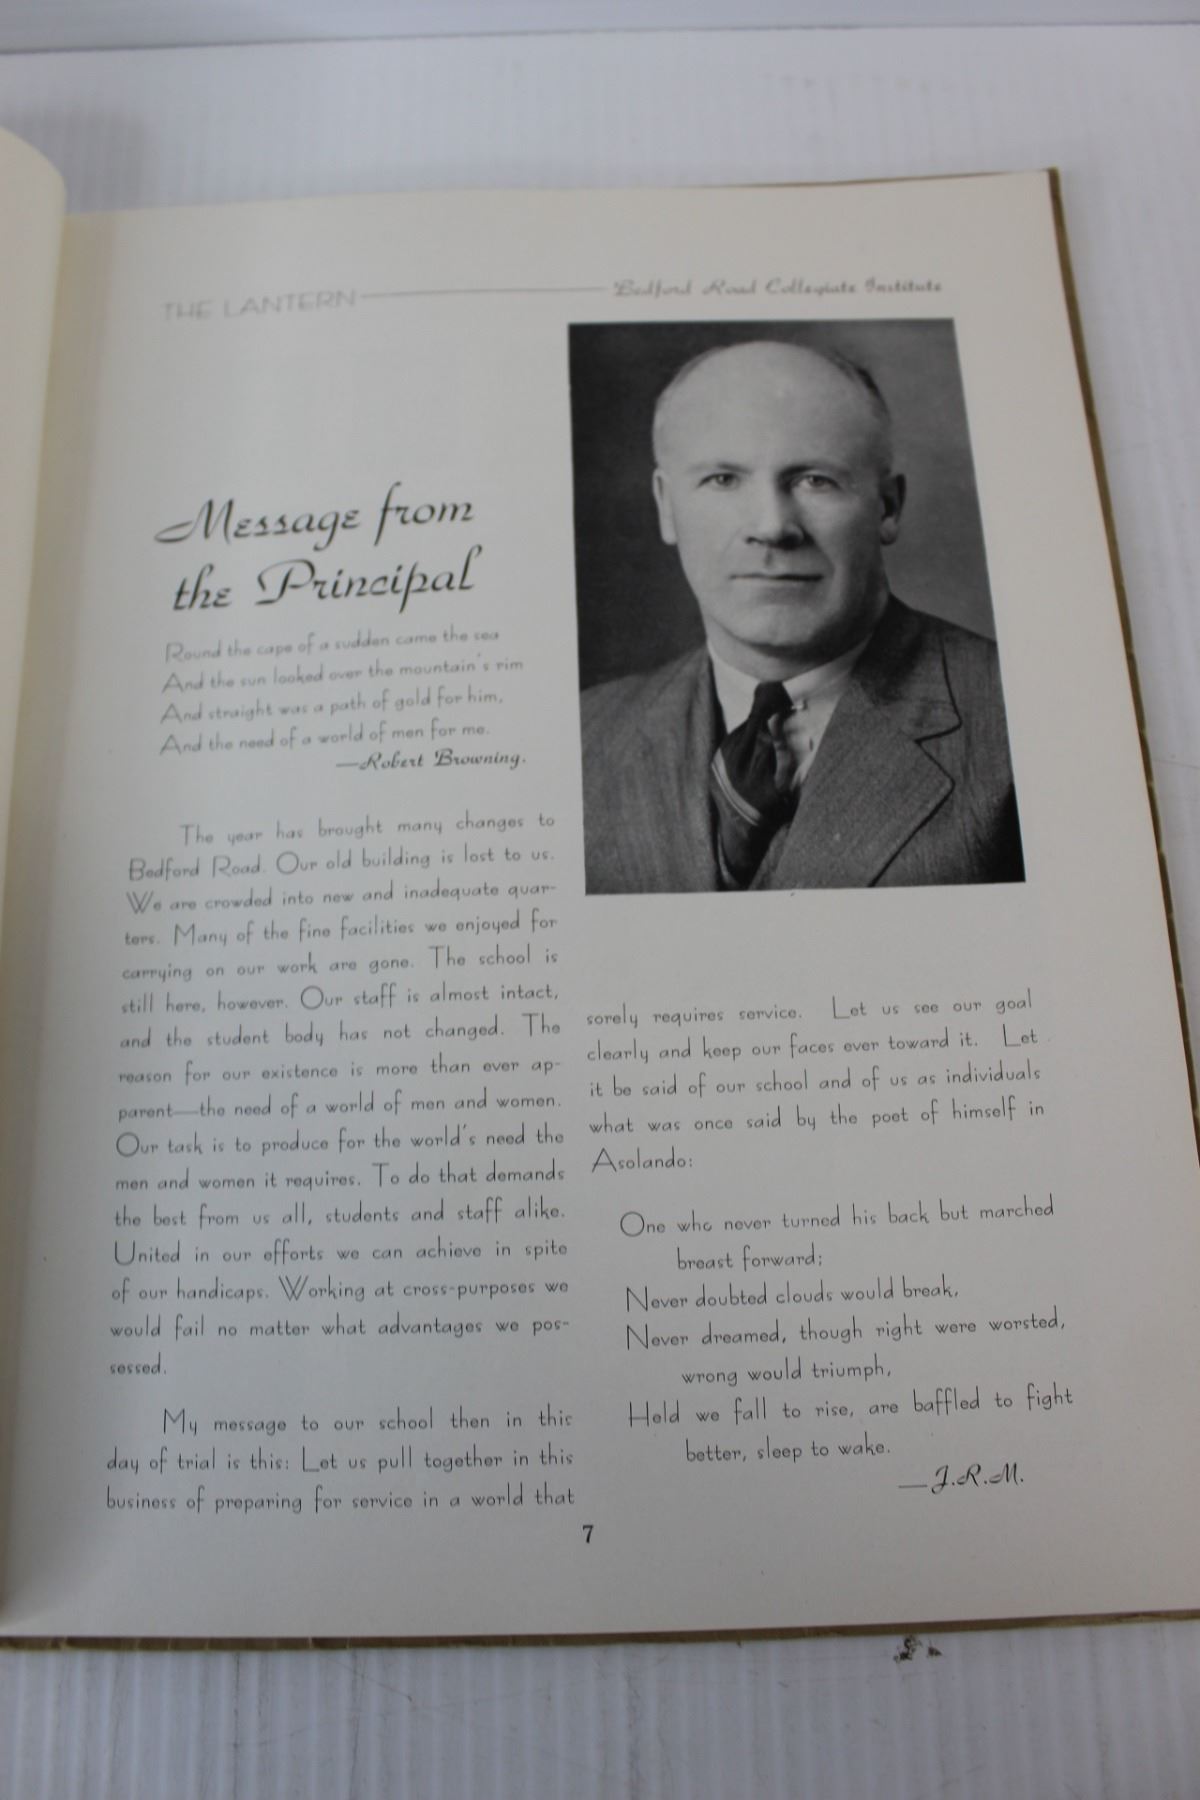 THE LANTERN
Bedford Road Collegiate Institute
Message from
the Principal
Round the cape of a sudden came the sea
And the sun looked over the mountain's rim
And straight was a path of gold for him,
And the need of a world of men for me.
—Robert Browning.
The year has brought many changes to
Bedford Road. Our old building is lost to us.
We are crowded into new and inadequate quar-
ters. Many of the fine facilities we enjoyed for
carrying on our work are gone. The school is
still here, however. Our staff is almost intact,
and the student body has not changed. The
reason for our existence is more than ever ap-
parent—the need of a world of men and women.
Our task is to produce for the world's need the
men and women it requires. To do that demands
the best from us all, students and staff alike.
United in our efforts we can achieve in spite
of our handicaps. Working at cross-purposes we
would fail no matter what advantages we pos-
sessed.
My message to our school then in this
day of trial is this: Let us pull together in this
business of preparing for service in a world that
sorely requires service. Let us see our goal
clearly and keep our faces ever toward it. Let
it be said of our school and of us as individuals
what was once said by the poet of himself in
Asolando:
One who never turned his back but marched
breast forward;
Never doubted clouds would break,
Never dreamed, though right were worsted,
wrong would triumph,
Held we fall to rise, are baffled to fight
better, sleep to wake.
—J.R.M.
7